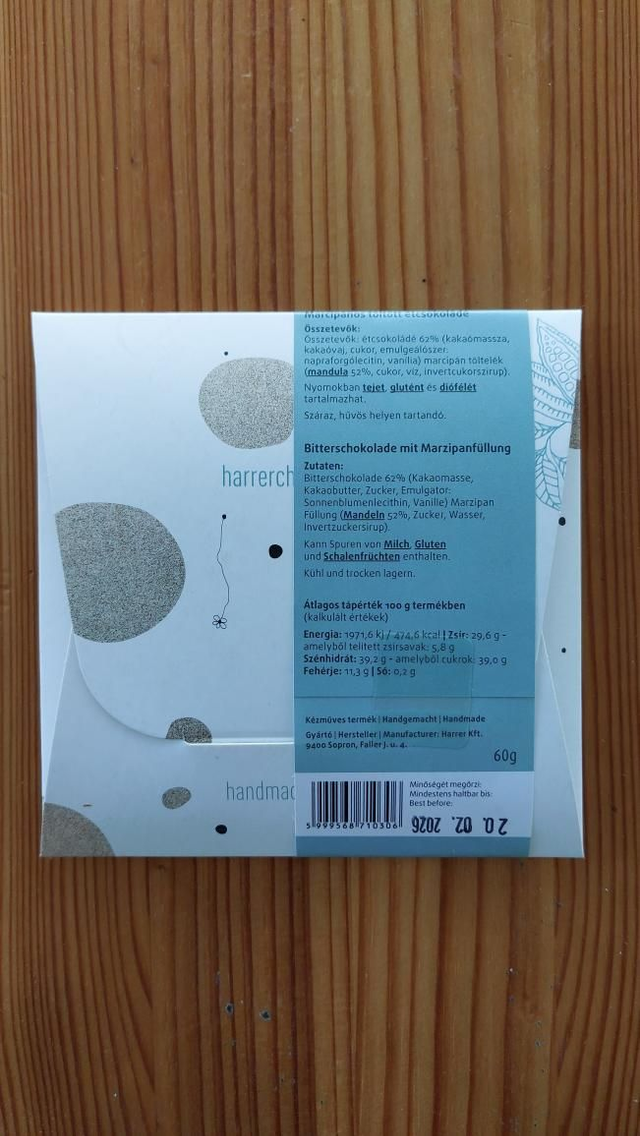 Marcipános töltött étcsokoládé
Összetevők:
Összetevők: étcsokoládé 62% (kakaómassza,
kakaóvaj, cukor, emulgeálószer:
napraforgólecitin, vanília) marcipán töltelék
(mandula 52%, cukor, víz, invertcukorszirup).
Nyomokban tejet, glutént és diófélét
tartalmazhat.
Száraz, hűvös helyen tartandó.
harrerch
Bitterschokolade mit Marzipanfüllung
Zutaten:
Bitterschokolade 62% (Kakaomasse,
Kakaobutter, Zucker, Emulgator:
Sonnenblumenlecithin, Vanille) Marzipan
Füllung (Mandeln 52%, Zucker, Wasser,
Invertzuckersirup).
Kann Spuren von Milch, Gluten
und Schalenfrüchten enthalten.
Kühl und trocken lagern.
Átlagos tápérték 100 g termékben
(kalkulált értékek)
Energia: 1971,6 kj / 474,6 kcal | Zsír: 29,6 g -
amelyből telített zsírsavak: 5,8 g
Szénhidrát: 39,2 g - amelyből cukrok: 39,0 g
Fehérje: 11,3 g | Só: 0,2 g
Kézműves termék | Handgemacht | Handmade
Gyártó | Hersteller | Manufacturer: Harrer Kft.
9400 Sopron, Faller J. u. 4.
60g
handmad
Minőségét megőrzi:
Mindestens haltbar bis:
Best before:
5 999568 710306
20. 02. 2026